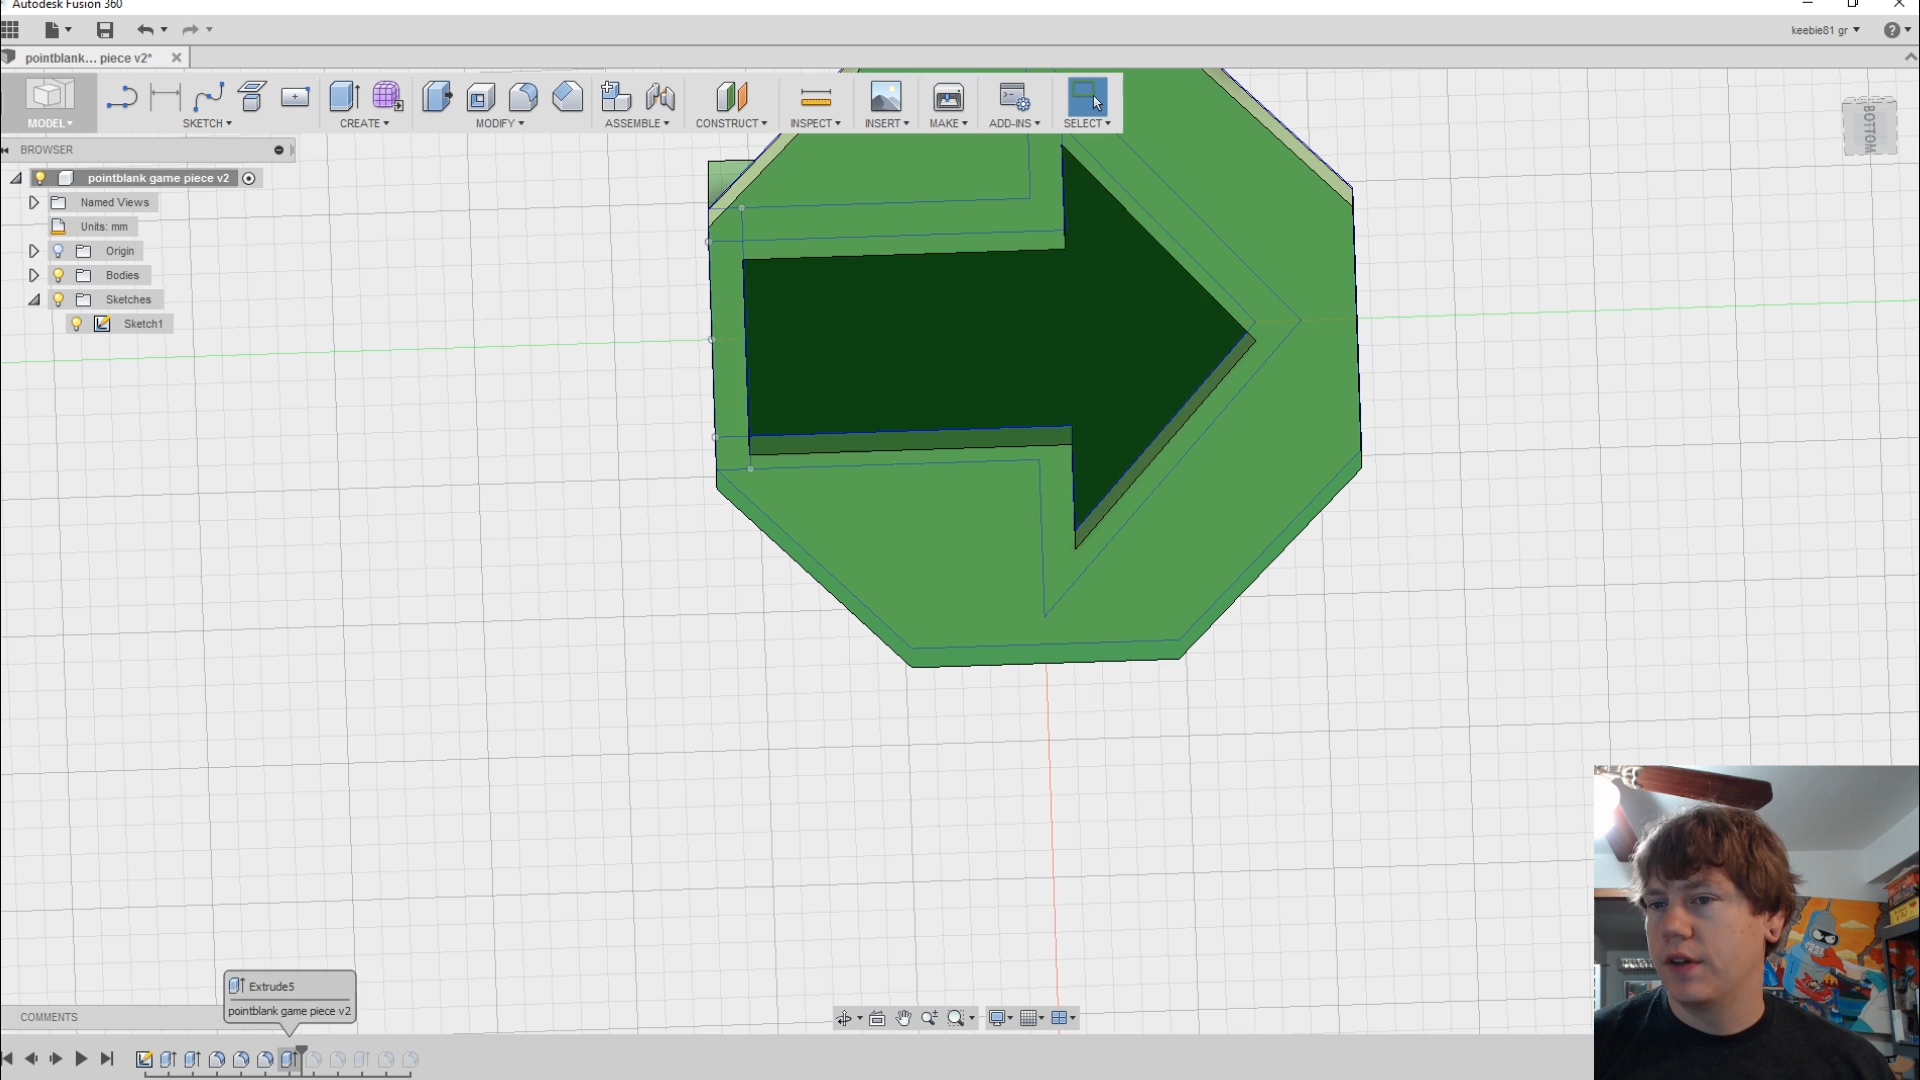 Autodesk Fusion 360
keebie81 gr
pointblank... piece v2*
MODEL
SKETCH
CREATE
MODIFY
ASSEMBLE
CONSTRUCT
INSPECT
INSERT
MAKE
ADD-INS
SELECT
BOTTOM
BROWSER
pointblank game piece v2
Named Views
Units: mm
Origin
Bodies
Sketches
Sketch1
Extrude5
pointblank game piece v2
COMMENTS